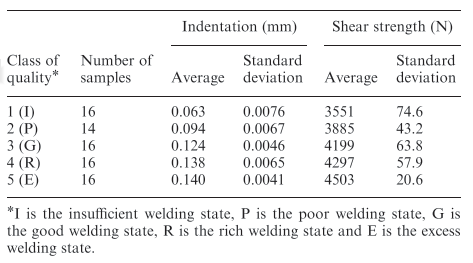 Indentation (mm) Shear strength (N)
Class of Number of Standard Standard
quality* samples Average deviation Average deviation
1 (I) 16 0.063 0.0076 3551 74.6
2 (P) 14 0.094 0.0067 3885 43.2
3 (G) 16 0.124 0.0046 4199 63.8
4 (R) 16 0.138 0.0065 4297 57.9
5 (E) 16 0.140 0.0041 4503 20.6
*I is the insufficient welding state, P is the poor welding state, G is
the good welding state, R is the rich welding state and E is the excess
welding state.